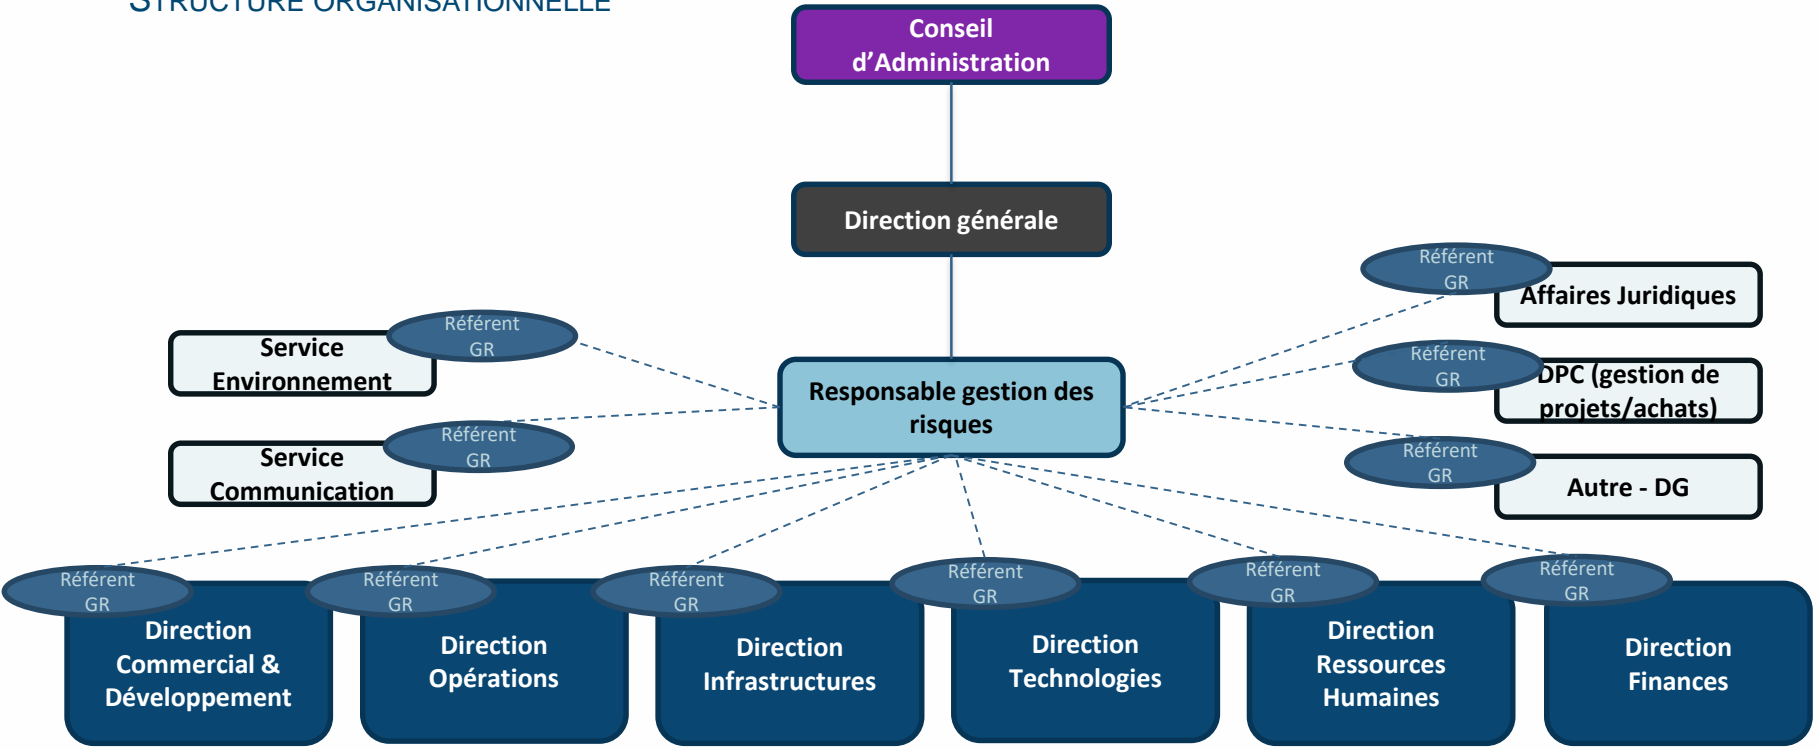 STRUCTURE ORGANISATIONNELLE
Conseil
d’Administration
Direction générale
Référent
GR
Affaires Juridiques
Référent
GR
Service
Environnement
Responsable gestion des
risques
Référent
GR
DPC (gestion de
projets/achats)
Référent
GR
Service
Communication
Référent
GR
Autre - DG
Référent
GR
Direction
Commercial &
Développement
Référent
GR
Direction
Opérations
Référent
GR
Direction
Infrastructures
Référent
GR
Direction
Technologies
Référent
GR
Direction
Ressources
Humaines
Référent
GR
Direction
Finances